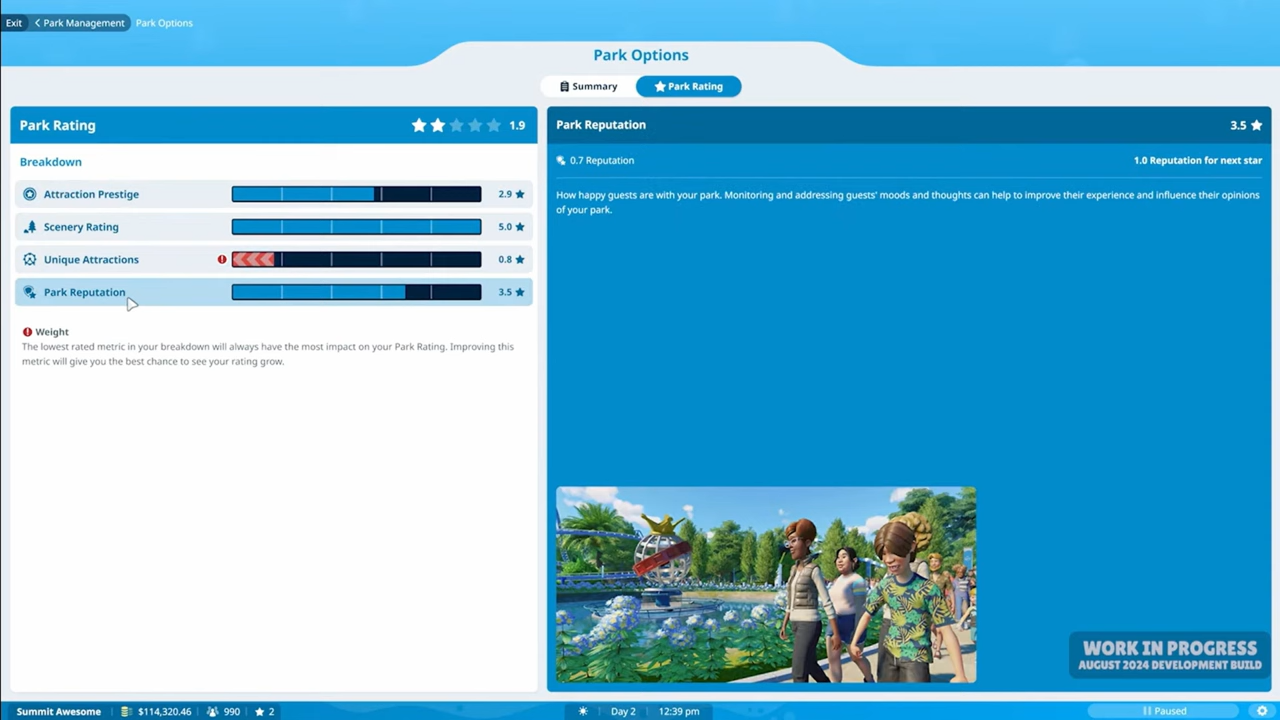 Exit
Park Management
Park Options
Park Options
Summary
Park Rating
Park Rating
1.9
Breakdown
Attraction Prestige
2.9
Scenery Rating
5.0
Unique Attractions
0.8
Park Reputation
3.5
Weight
The lowest rated metric in your breakdown will always have the most impact on your Park Rating. Improving this
metric will give you the best chance to see your rating grow.
Park Reputation
3.5
0.7 Reputation
1.0 Reputation for next star
How happy guests are with your park. Monitoring and addressing guests' moods and thoughts can help to improve their experience and influence their opinions
of your park.
WORK IN PROGRESS
AUGUST 2024 DEVELOPMENT BUILD
Summit Awesome
$114,320.46
990
2
Day 2
12:39 pm
Paused